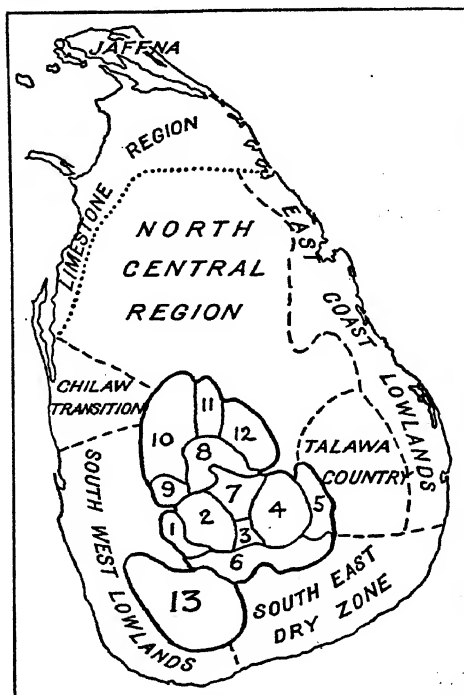 JAFFNA
LIMESTONE REGION
NORTH
CENTRAL
REGION
EAST COAST LOWLANDS
CHILAW
TRANSITION
11
10
12
8
TALAWA
COUNTRY
9
7
5
2
4
1
3
6
SOUTH WEST LOWLANDS
13
SOUTH EAST
DRY ZONE